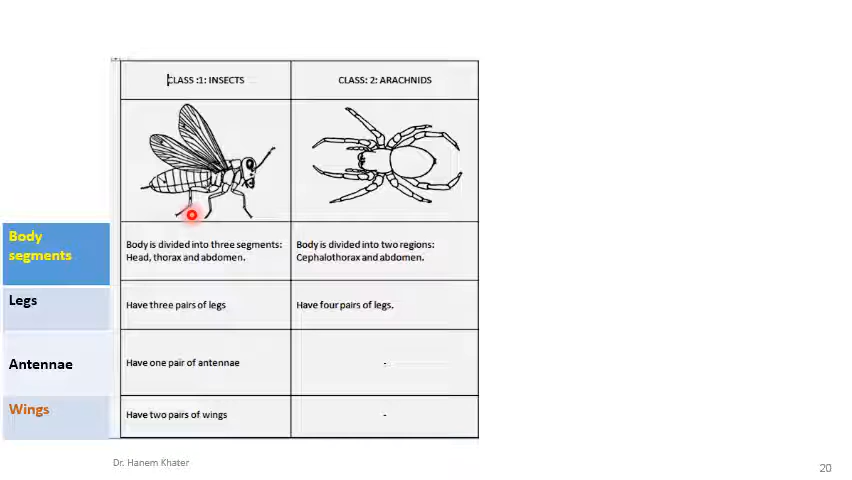 CLASS :1: INSECTS
CLASS: 2: ARACHNIDS
Body
segments
Body is divided into three segments:
Head, thorax and abdomen.
Body is divided into two regions:
Cephalothorax and abdomen.
Legs
Have three pairs of legs
Have four pairs of legs.
Antennae
Have one pair of antennae
-
Wings
Have two pairs of wings
-
Dr. Hanem Khater
20